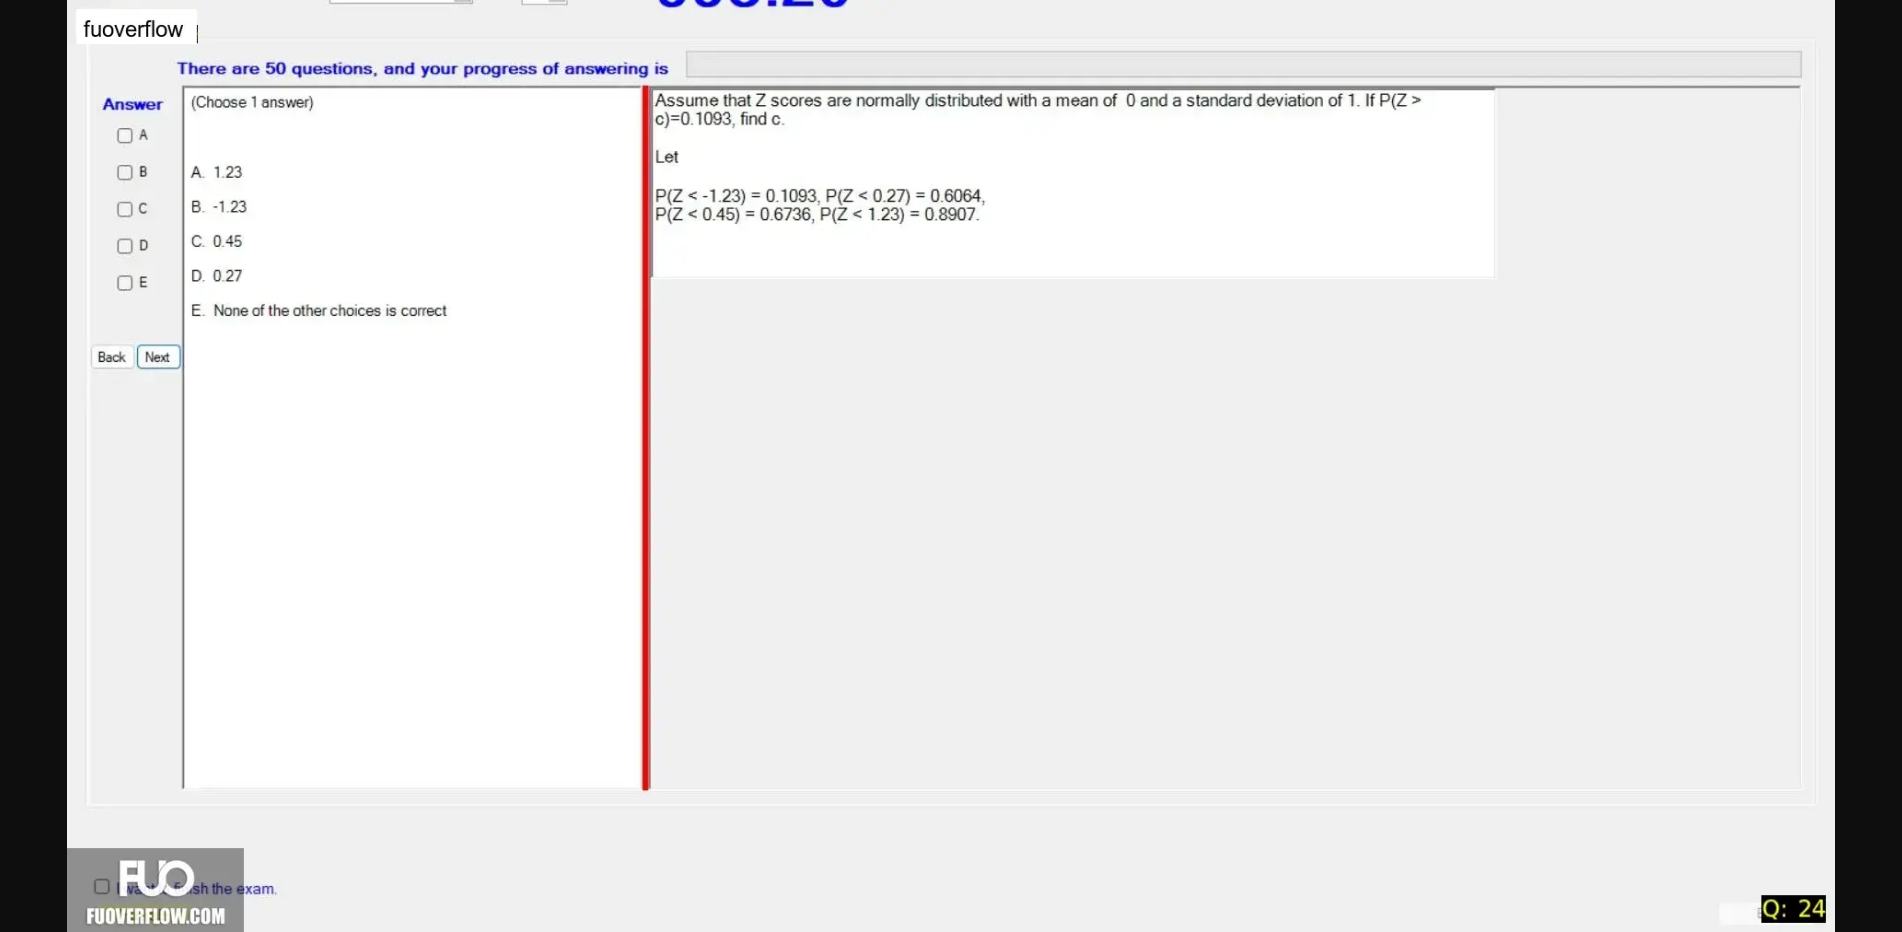 fuoverflow
There are 50 questions, and your progress of answering is
Answer
A
B
C
D
E
Back Next
(Choose 1 answer)
A. 1.23
B. -1.23
C. 0.45
D. 0.27
E. None of the other choices is correct
Assume that Z scores are normally distributed with a mean of 0 and a standard deviation of 1. If P(Z >
c)=0.1093, find c.
Let
P(Z < -1.23) = 0.1093, P(Z < 0.27) = 0.6064,
P(Z < 0.45) = 0.6736, P(Z < 1.23) = 0.8907.
FUO
the exam.
FUOVERFLOW.COM
Q: 24